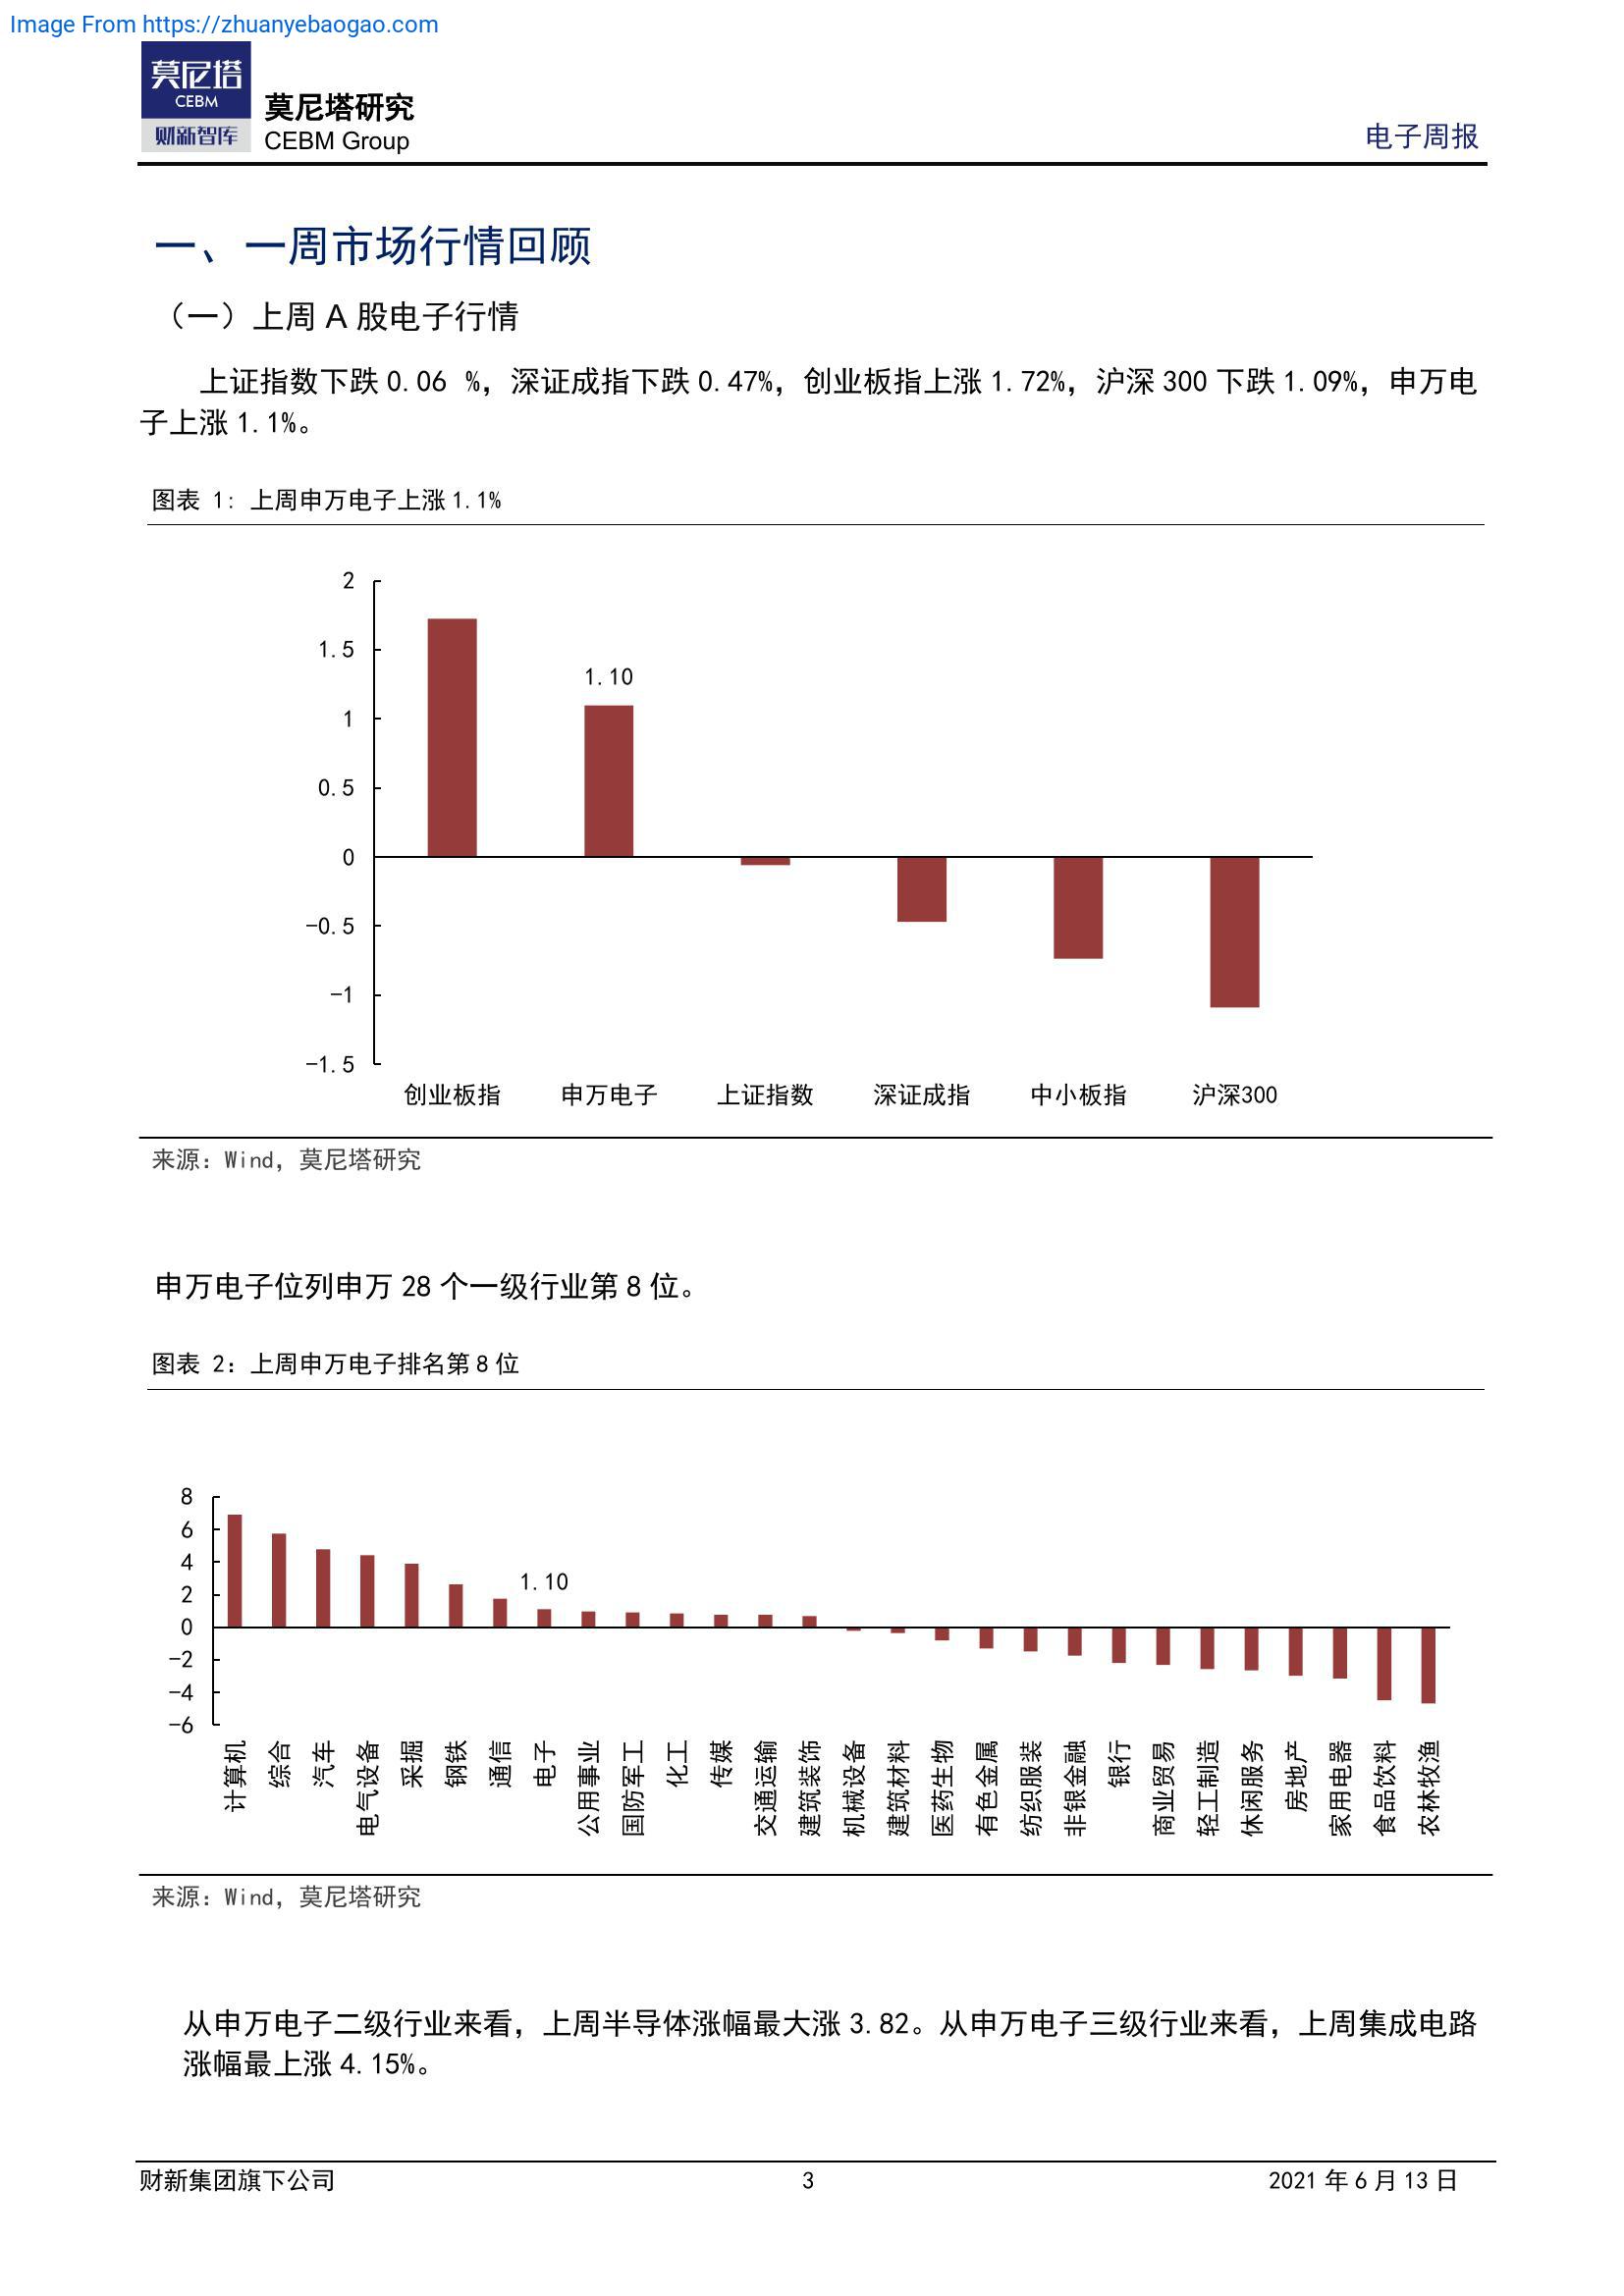 Image From https://zhuanyebaogao.com
莫尼塔
CEBM
财新智库
莫尼塔研究
CEBM Group
电子周报
一、一周市场行情回顾
（一）上周 A 股电子行情
上证指数下跌 0.06 %，深证成指下跌 0.47%，创业板指上涨 1.72%，沪深 300 下跌 1.09%，申万电
子上涨 1.1%。
图表 1: 上周申万电子上涨 1.1%
2
1.5
1
0.5
0
-0.5
-1
-1.5
1.10
创业板指 申万电子 上证指数 深证成指 中小板指 沪深300
来源：Wind，莫尼塔研究
申万电子位列申万 28 个一级行业第 8 位。
图表 2：上周申万电子排名第 8 位
8
6
4
2
0
-2
-4
-6
1.10
计算机
综合
汽车
电气设备
采掘
钢铁
通信
电子
公用事业
国防军工
化工
传媒
交通运输
建筑装饰
机械设备
建筑材料
医药生物
有色金属
纺织服装
非银金融
银行
商业贸易
轻工制造
休闲服务
房地产
家用电器
食品饮料
农林牧渔
来源：Wind，莫尼塔研究
从申万电子二级行业来看，上周半导体涨幅最大涨 3.82。从申万电子三级行业来看，上周集成电路
涨幅最上涨 4.15%。
财新集团旗下公司 3 2021 年 6 月 13 日